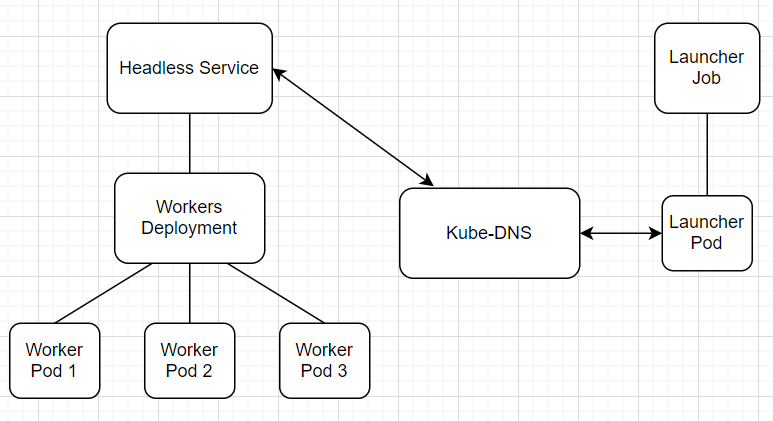 Headless Service
Launcher
Job
Workers
Deployment
Kube-DNS
Launcher
Pod
Worker
Pod 1
Worker
Pod 2
Worker
Pod 3